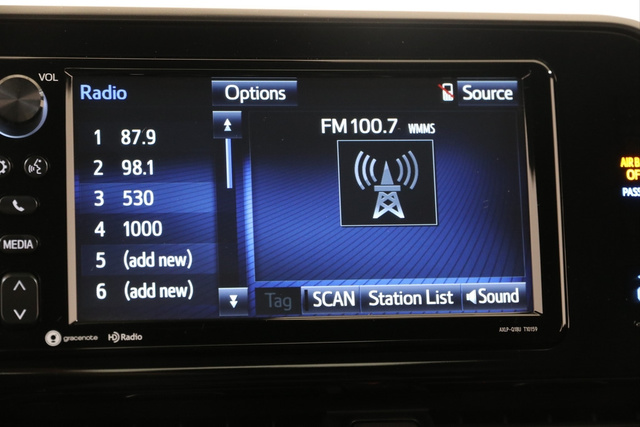 VOL
Radio
Options
Source
FM 100.7 WMMS
1 87.9
2 98.1
3 530
4 1000
5 (add new)
6 (add new)
MEDIA
Tag
SCAN
Station List
Sound
gracenote
HD Radio
AIR B
OF
PASS